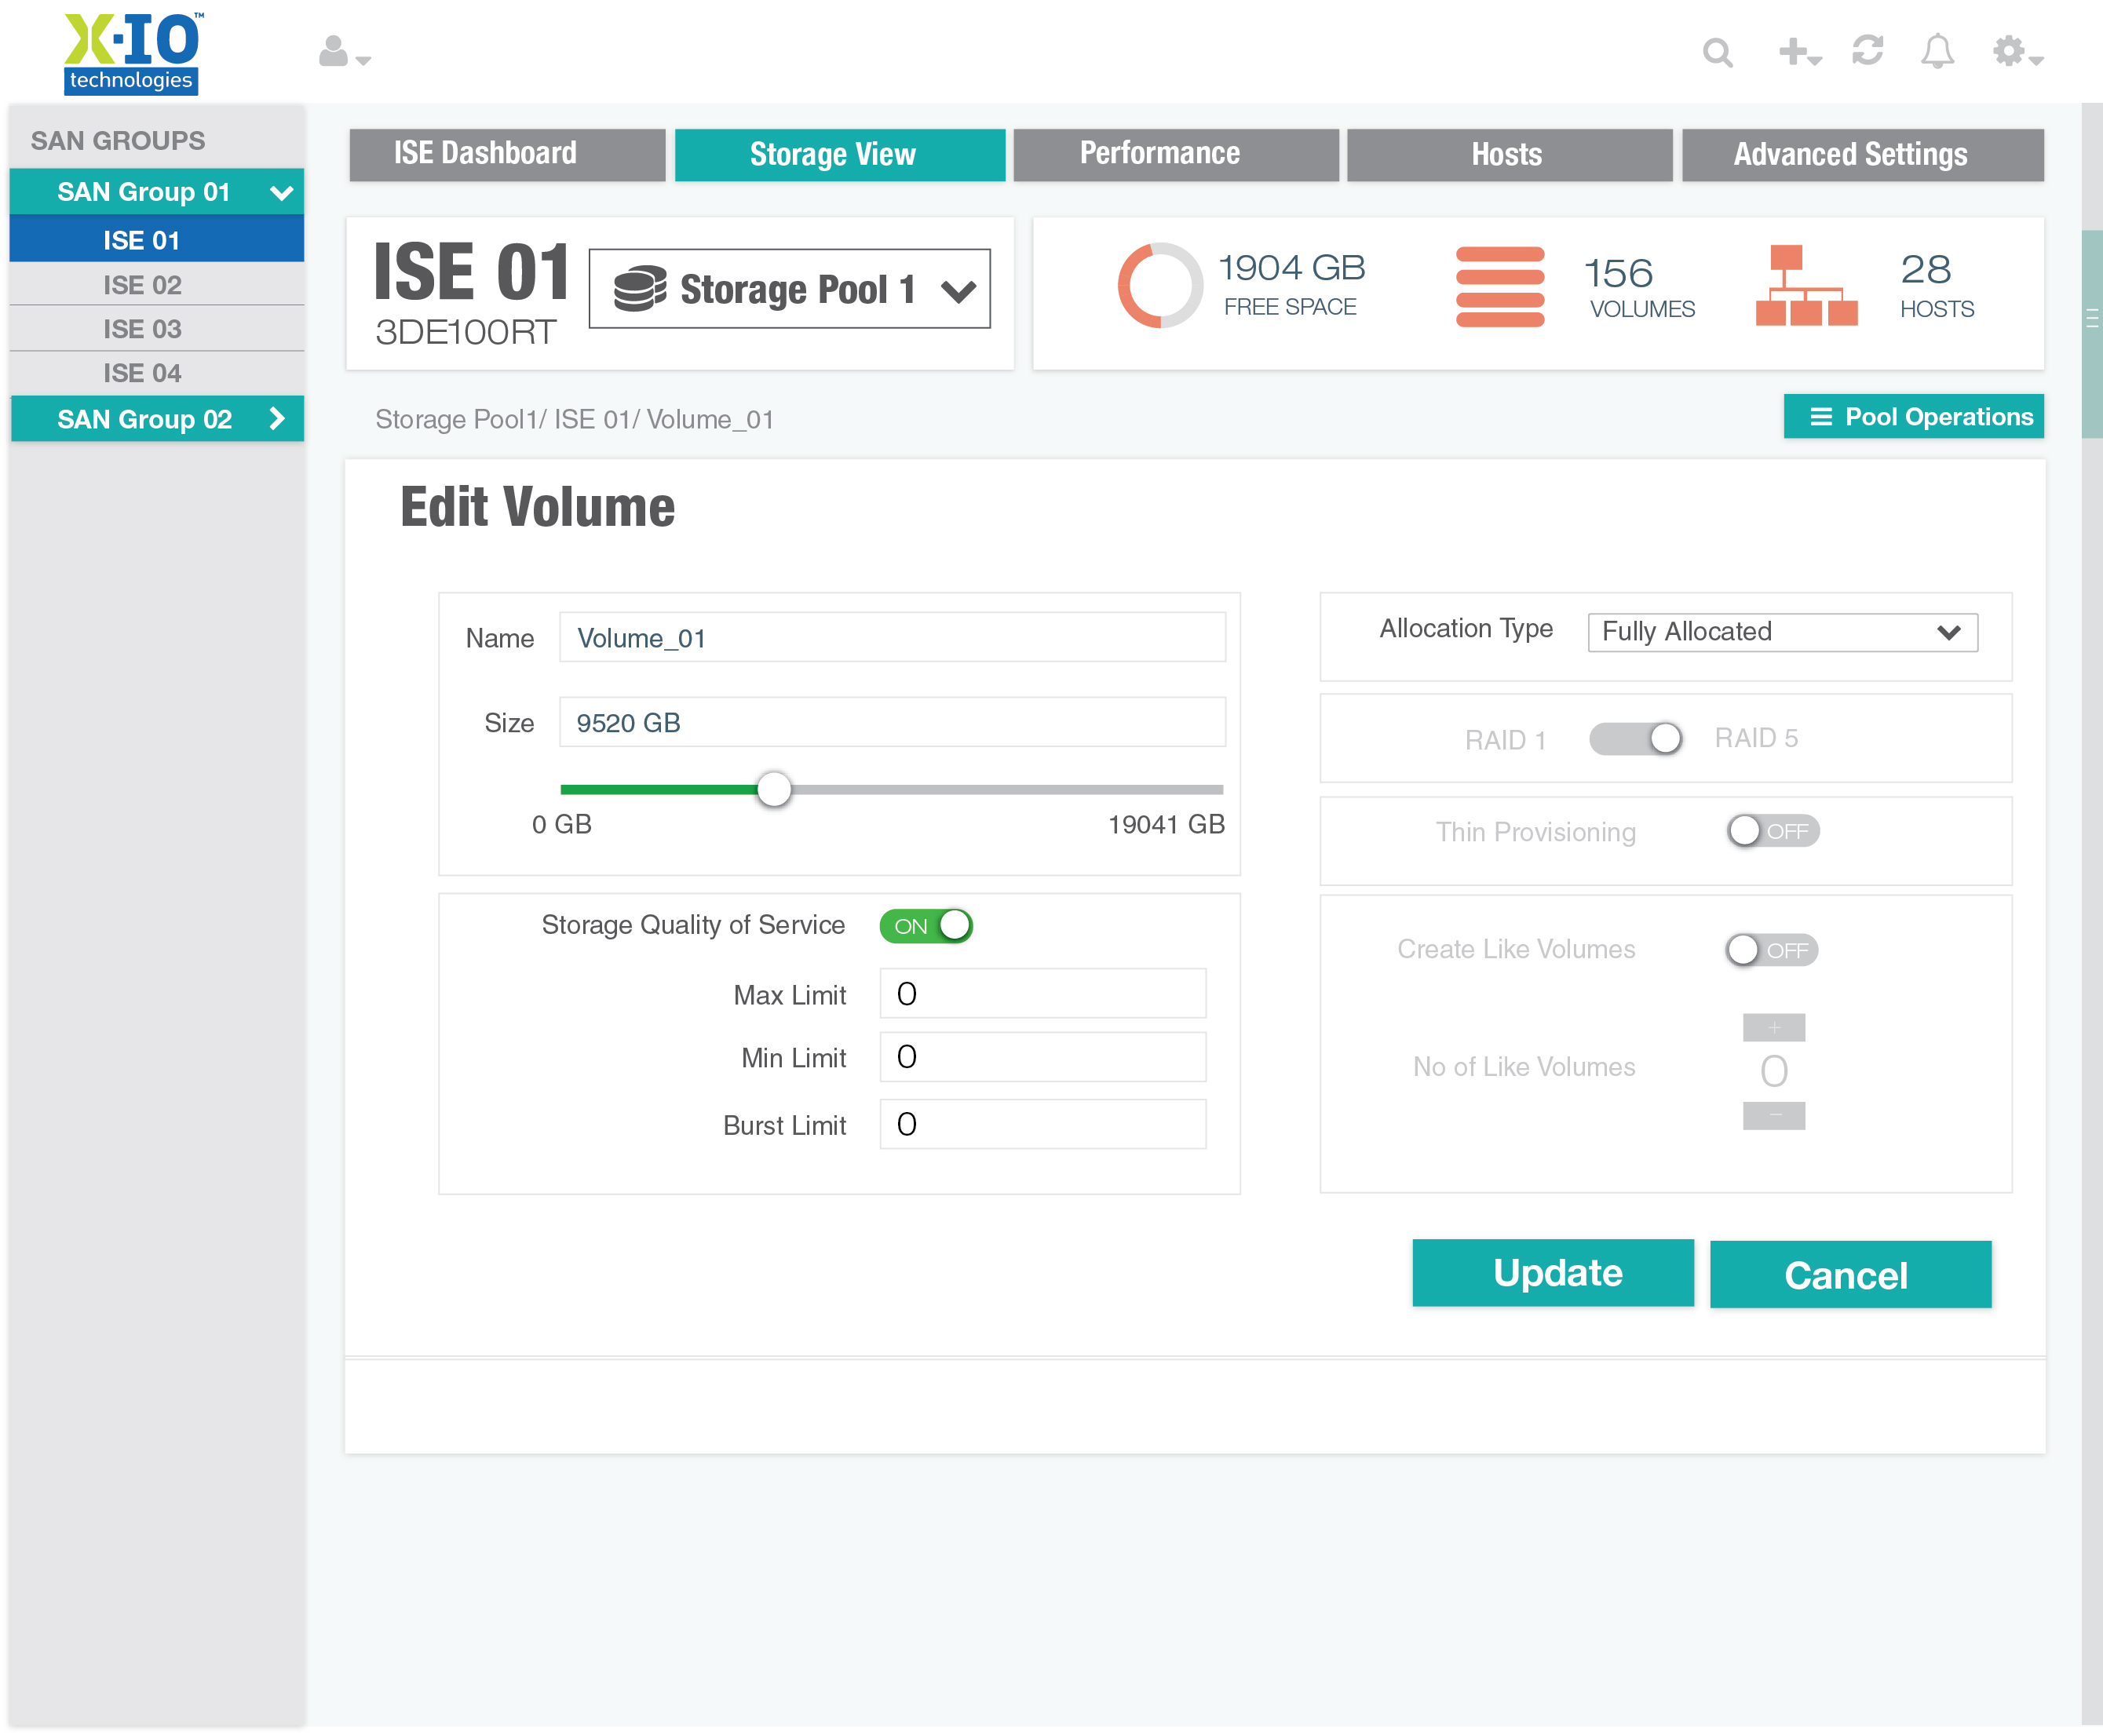 X-IO™
technologies
SAN GROUPS
SAN Group 01
ISE 01
ISE 02
ISE 03
ISE 04
SAN Group 02
ISE Dashboard
Storage View
Performance
Hosts
Advanced Settings
ISE 01
3DE100RT
Storage Pool 1
1904 GB
FREE SPACE
156
VOLUMES
28
HOSTS
Storage Pool1/ ISE 01/ Volume_01
Pool Operations
Edit Volume
Name
Volume_01
Size
9520 GB
0 GB
19041 GB
Storage Quality of Service
ON
Max Limit
0
Min Limit
0
Burst Limit
0
Allocation Type
Fully Allocated
RAID 1
RAID 5
Thin Provisioning
OFF
Create Like Volumes
OFF
+
No of Like Volumes
0
−
Update
Cancel